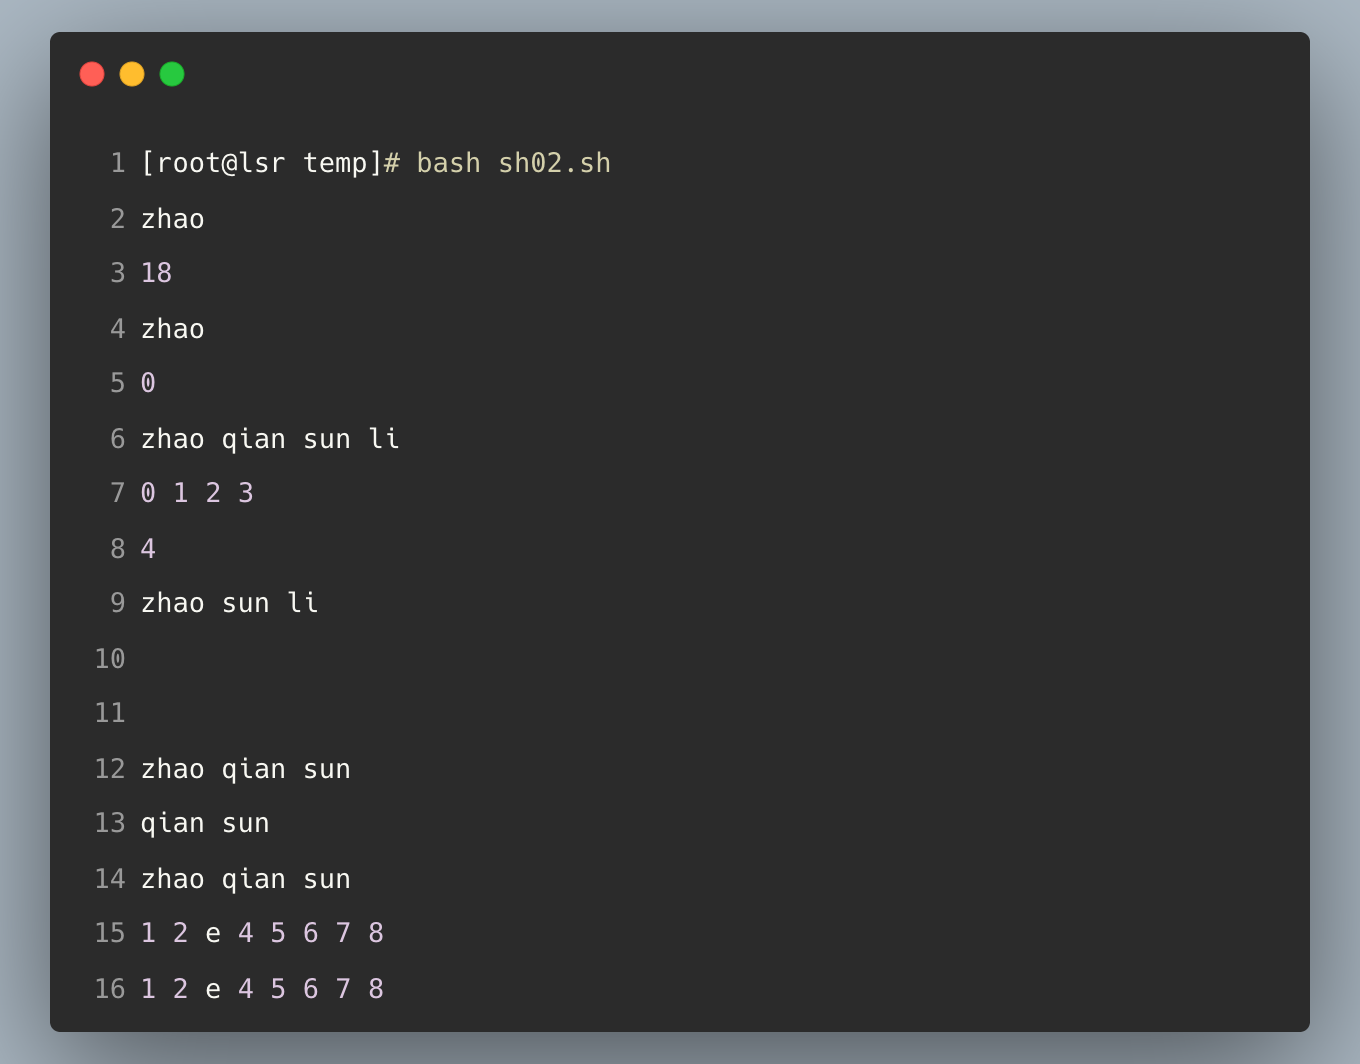 1 [root@lsr temp]# bash sh02.sh
2 zhao
3 18
4 zhao
5 0
6 zhao qian sun li
7 0 1 2 3
8 4
9 zhao sun li
10
11
12 zhao qian sun
13 qian sun
14 zhao qian sun
15 1 2 e 4 5 6 7 8
16 1 2 e 4 5 6 7 8